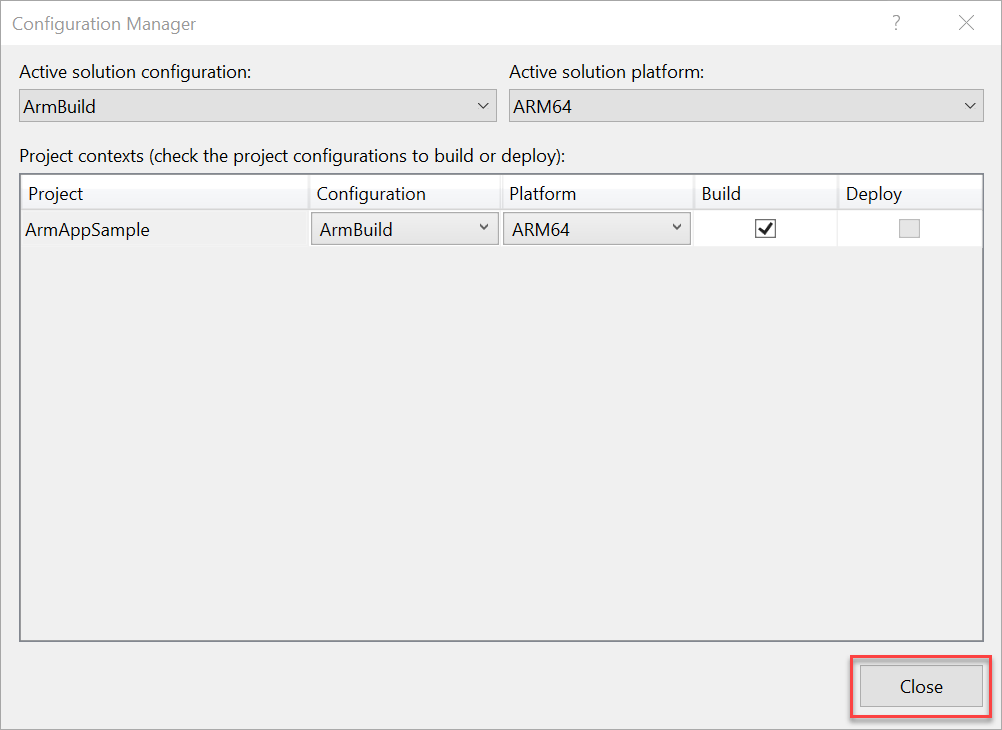 Configuration Manager ?
Active solution configuration: Active solution platform:
ArmBuild ARM64
Project contexts (check the project configurations to build or deploy):
Project Configuration Platform Build Deploy
ArmAppSample ArmBuild ARM64
Close